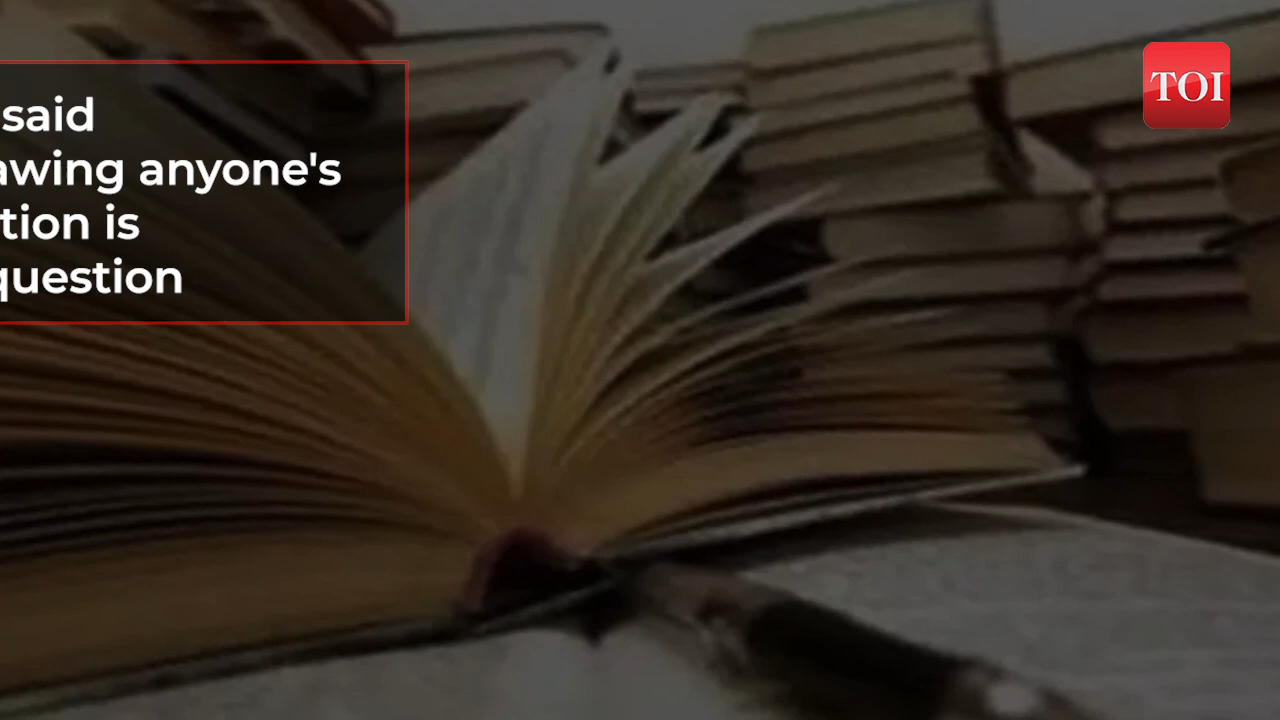 said
awing anyone's
tion is
question
TOI